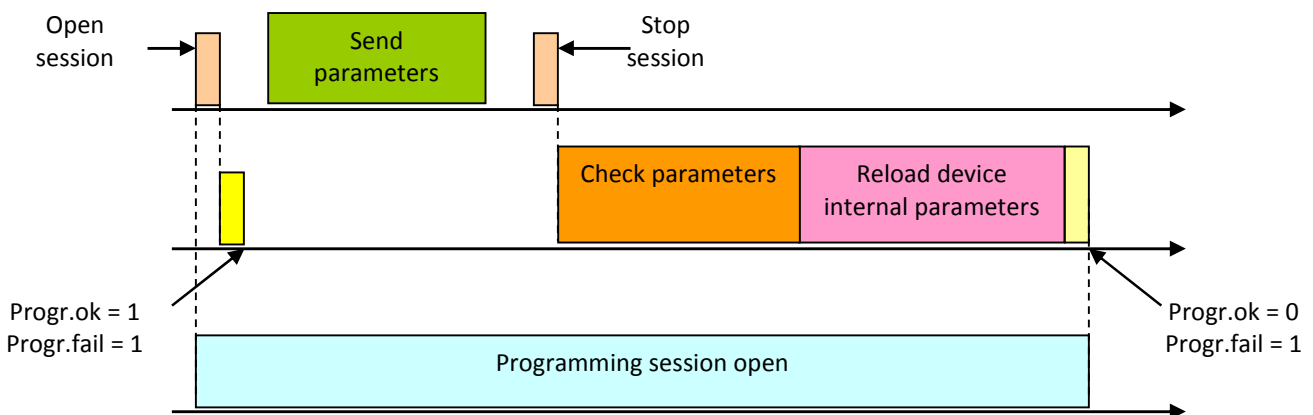 Open
session
Send
parameters
Stop
session
Check parameters
Reload device
internal parameters
Progr.ok = 1
Progr.fail = 1
Progr.ok = 0
Progr.fail = 1
Programming session open